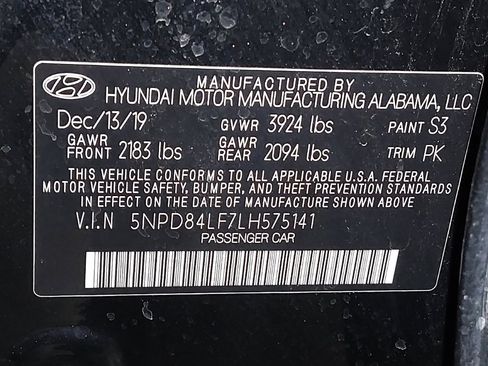 MANUFACTURED BY
HYUNDAI MOTOR MANUFACTURING ALABAMA, LLC
Dec/13/19 GVWR 3924 lbs PAINT S3
GAWR FRONT 2183 lbs GAWR REAR 2094 lbs TRIM PK
THIS VEHICLE CONFORMS TO ALL APPLICABLE U.S.A. FEDERAL
MOTOR VEHICLE SAFETY, BUMPER, AND THEFT PREVENTION STANDARDS
IN EFFECT ON THE DATE OF MANUFACTURE SHOWN ABOVE.
V.I.N 5NPD84LF7LH575141
PASSENGER CAR